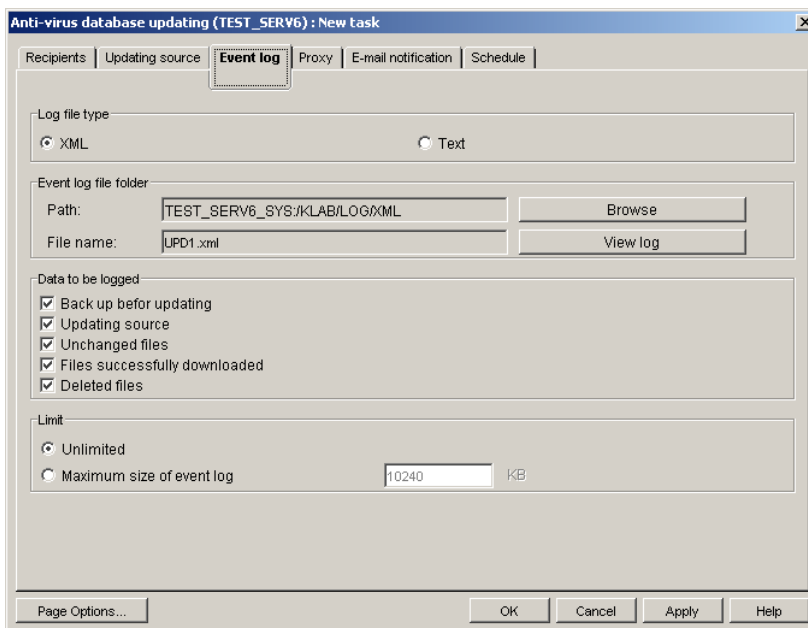 Anti-virus database updating (TEST_SERV6) : New task
Recipients Updating source Event log Proxy E-mail notification Schedule
Log file type
XML Text
Event log file folder
Path: TEST_SERV6_SYS:/KLAB/LOG/XML Browse
File name: UPD1.xml View log
Data to be logged
Back up befor updating
Updating source
Unchanged files
Files successfully downloaded
Deleted files
Limit
Unlimited
Maximum size of event log 10240 KB
Page Options... OK Cancel Apply Help